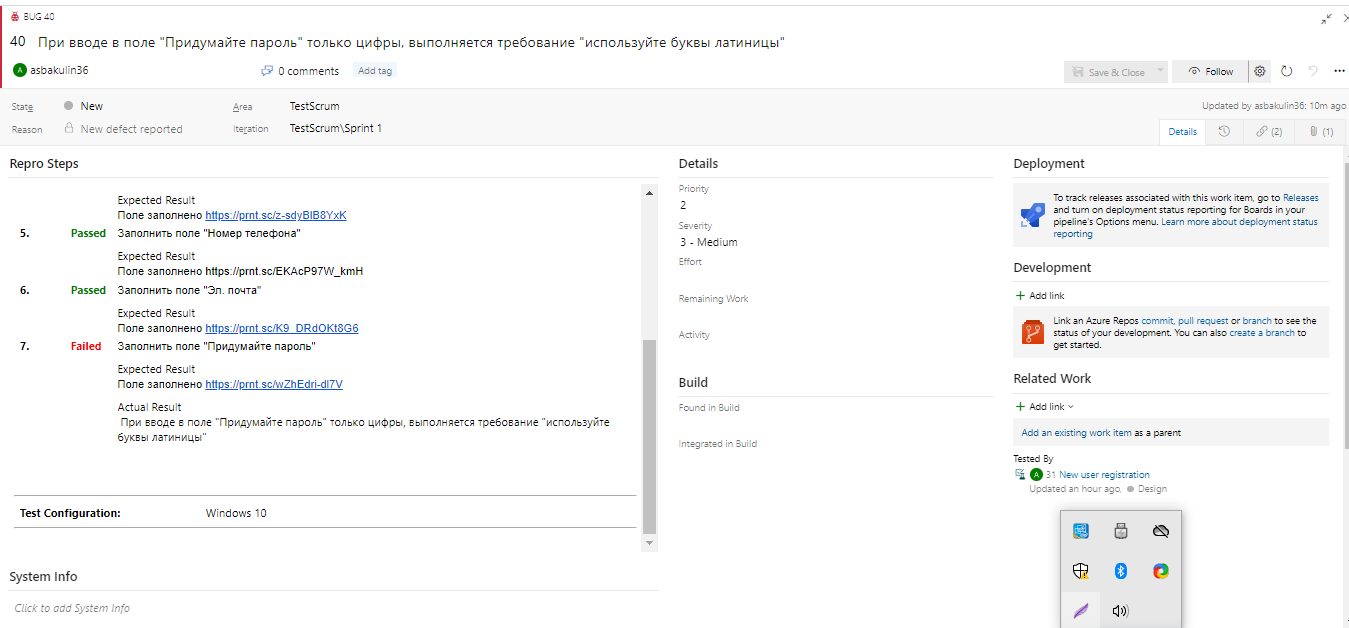 BUG 40
40 При вводе в поле "Придумайте пароль" только цифры, выполняется требование "используйте буквы латиницы"
asbakulin36
0 comments
Add tag
Save & Close
Follow
State
New
Area
TestScrum
Updated by asbakulin36: 10m ago
Reason
New defect reported
Iteration
TestScrum\Sprint 1
Details
(2)
(1)
Repro Steps
Expected Result
Поле заполнено https://prnt.sc/z-sdyBlB8YxK
5. Passed Заполнить поле "Номер телефона"
Expected Result
Поле заполнено https://prnt.sc/EKAcP97W_kmH
6. Passed Заполнить поле "Эл. почта"
Expected Result
Поле заполнено https://prnt.sc/K9_DRdOKt8G6
7. Failed Заполнить поле "Придумайте пароль"
Expected Result
Поле заполнено https://prnt.sc/wZhEdri-dl7V
Actual Result
При вводе в поле "Придумайте пароль" только цифры, выполняется требование "используйте
буквы латиницы"
Test Configuration: Windows 10
System Info
Click to add System Info
Details
Priority
2
Severity
3 - Medium
Effort
Remaining Work
Activity
Build
Found in Build
Integrated in Build
Deployment
To track releases associated with this work item, go to Releases
and turn on deployment status reporting for Boards in your
pipeline's Options menu. Learn more about deployment status
reporting
Development
Add link
Link an Azure Repos commit, pull request or branch to see the
status of your development. You can also create a branch to
get started.
Related Work
Add link
Add an existing work item as a parent
Tested By
A 31 New user registration
Updated an hour ago, Design